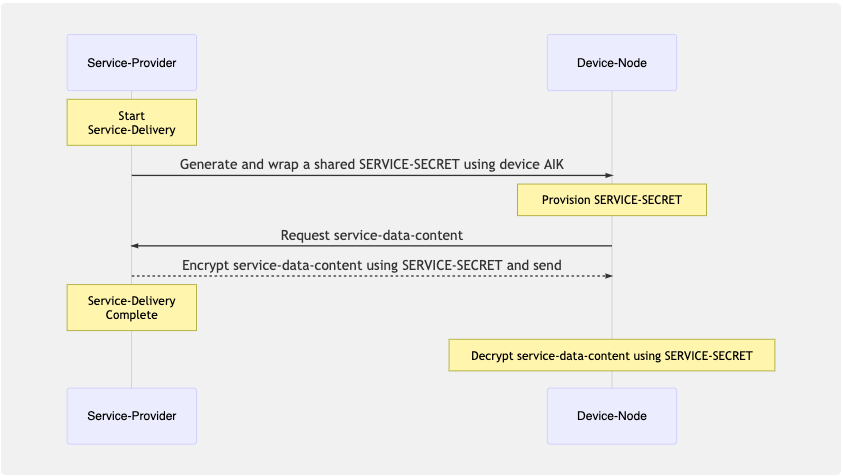 Service-Provider
Device-Node
Start
Service-Delivery
Generate and wrap a shared SERVICE-SECRET using device AIK
Provision SERVICE-SECRET
Request service-data-content
Encrypt service-data-content using SERVICE-SECRET and send
Service-Delivery
Complete
Decrypt service-data-content using SERVICE-SECRET
Service-Provider
Device-Node